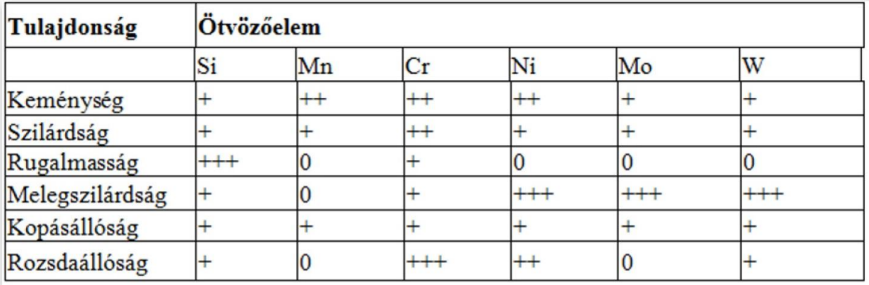 Tulajdonság Ötvözőelem
Si Mn Cr Ni Mo W
Keménység + ++ ++ ++ + +
Szilárdság + + ++ + + +
Rugalmasság +++ 0 + 0 0 0
Melegszilárdság + 0 + +++ +++ +++
Kopásállóság + + + + + +
Rozsdaállóság + 0 +++ ++ 0 +